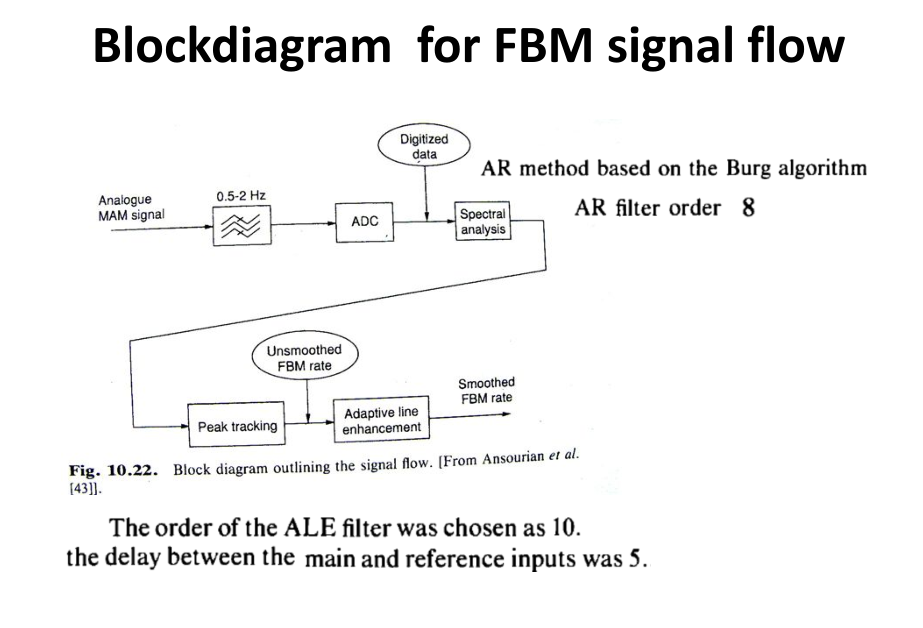 Blockdiagram for FBM signal flow
Digitized
data
AR method based on the Burg algorithm
AR filter order 8
Analogue
MAM signal
0.5-2 Hz
ADC
Spectral
analysis
Unsmoothed
FBM rate
Smoothed
FBM rate
Peak tracking
Adaptive line
enhancement
Fig. 10.22. Block diagram outlining the signal flow. [From Ansourian et al.
[43]].
The order of the ALE filter was chosen as 10.
the delay between the main and reference inputs was 5.